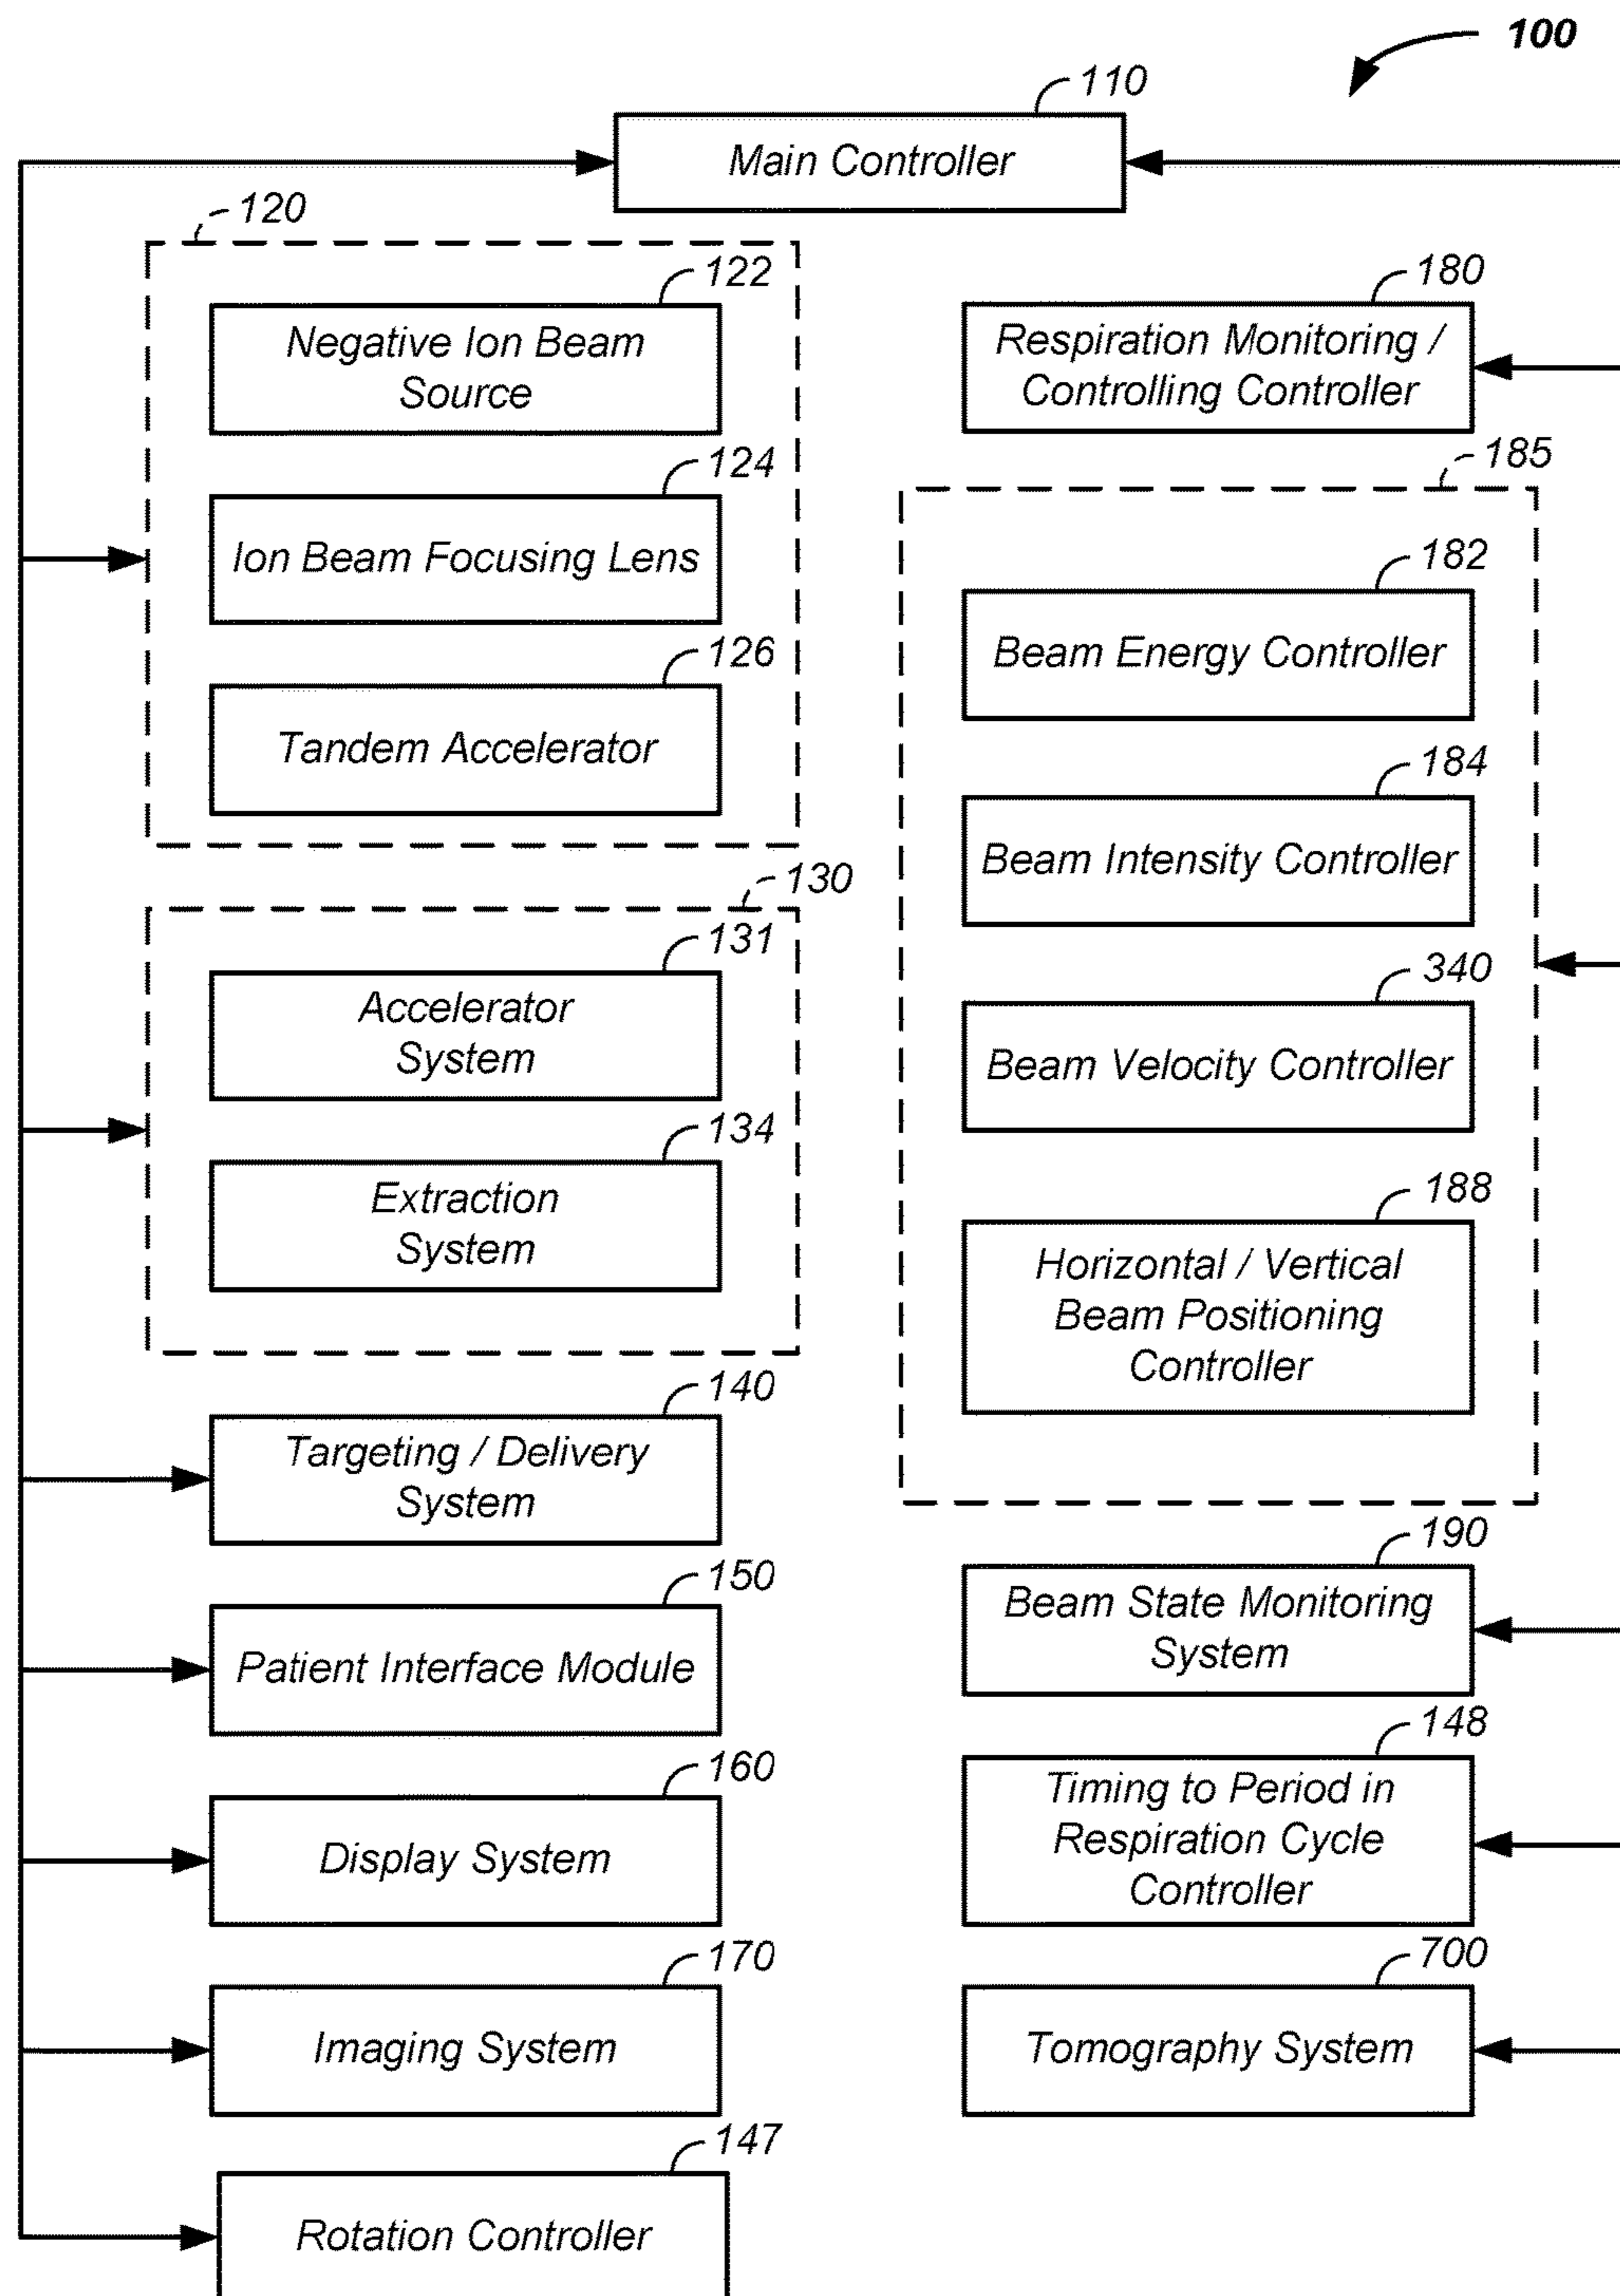 100
110
Main Controller
120
122
Negative Ion Beam
Source
124
Ion Beam Focusing Lens
126
Tandem Accelerator
130
131
Accelerator
System
134
Extraction
System
140
Targeting / Delivery
System
150
Patient Interface Module
160
Display System
170
Imaging System
147
Rotation Controller
180
Respiration Monitoring /
Controlling Controller
185
182
Beam Energy Controller
184
Beam Intensity Controller
340
Beam Velocity Controller
188
Horizontal / Vertical
Beam Positioning
Controller
190
Beam State Monitoring
System
148
Timing to Period in
Respiration Cycle
Controller
700
Tomography System